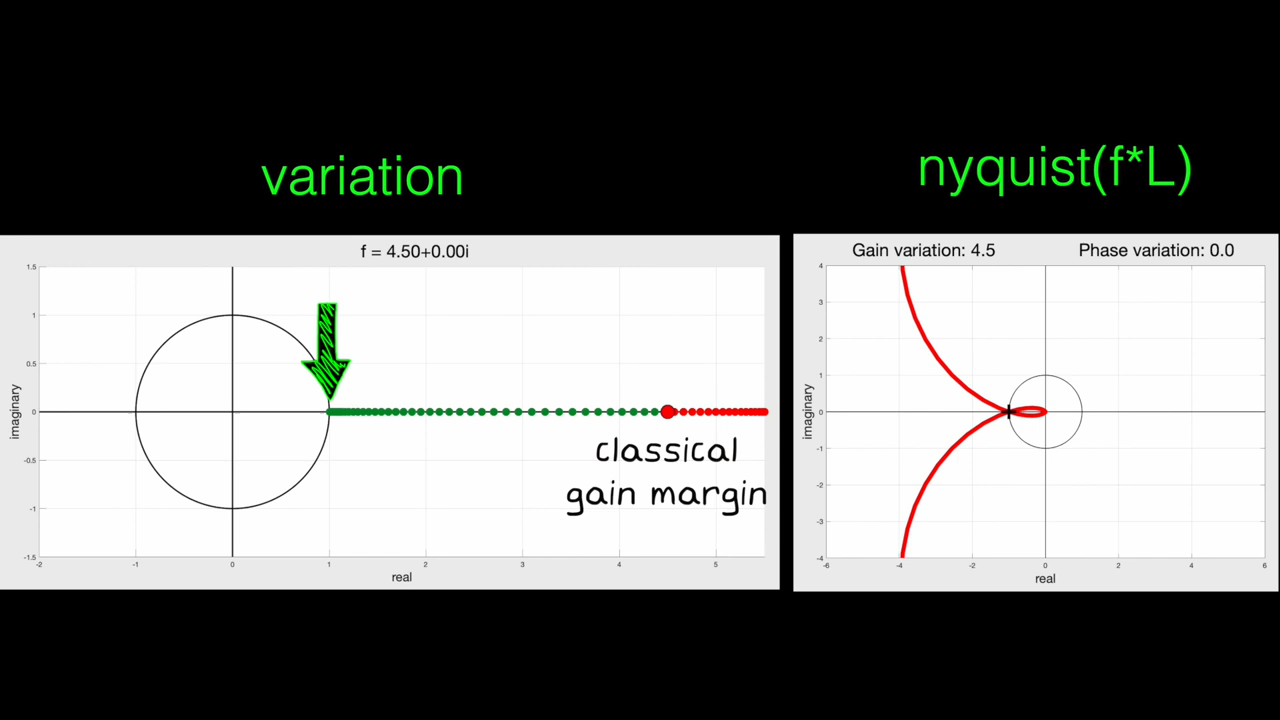 variation
nyquist(f*L)
f = 4.50+0.00i
1.5
1
0.5
0
-0.5
-1
-1.5
imaginary
-2
-1
0
1
2
3
4
5
real
classical
gain margin
Gain variation: 4.5
Phase variation: 0.0
4
3
2
1
0
-1
-2
-3
-4
imaginary
-6
-4
-2
0
2
4
6
real